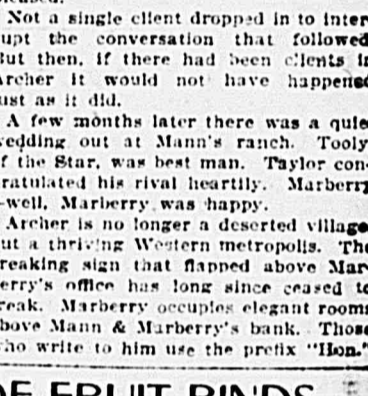 Not a single client dropped in to inter
upt the conversation that followed
But then, if there had been clients in
Archer it would not have happened
ust as it did.
A few months later there was a quie
wedding out at Mann's ranch. Tooly
f the Star, was best man. Taylor con
ratulated his rival heartily. Marberry
-well, Marberry was happy.
Archer is no longer a deserted village
ut a thriving Western metropolis. The
reaking sign that flapped above Mar
erry's office has long since ceased to
reak. Marberry occupies elegant rooms
bove Mann & Marberry's bank. Those
who write to him use the prefix "Hon."
OF FRUIT BINDS